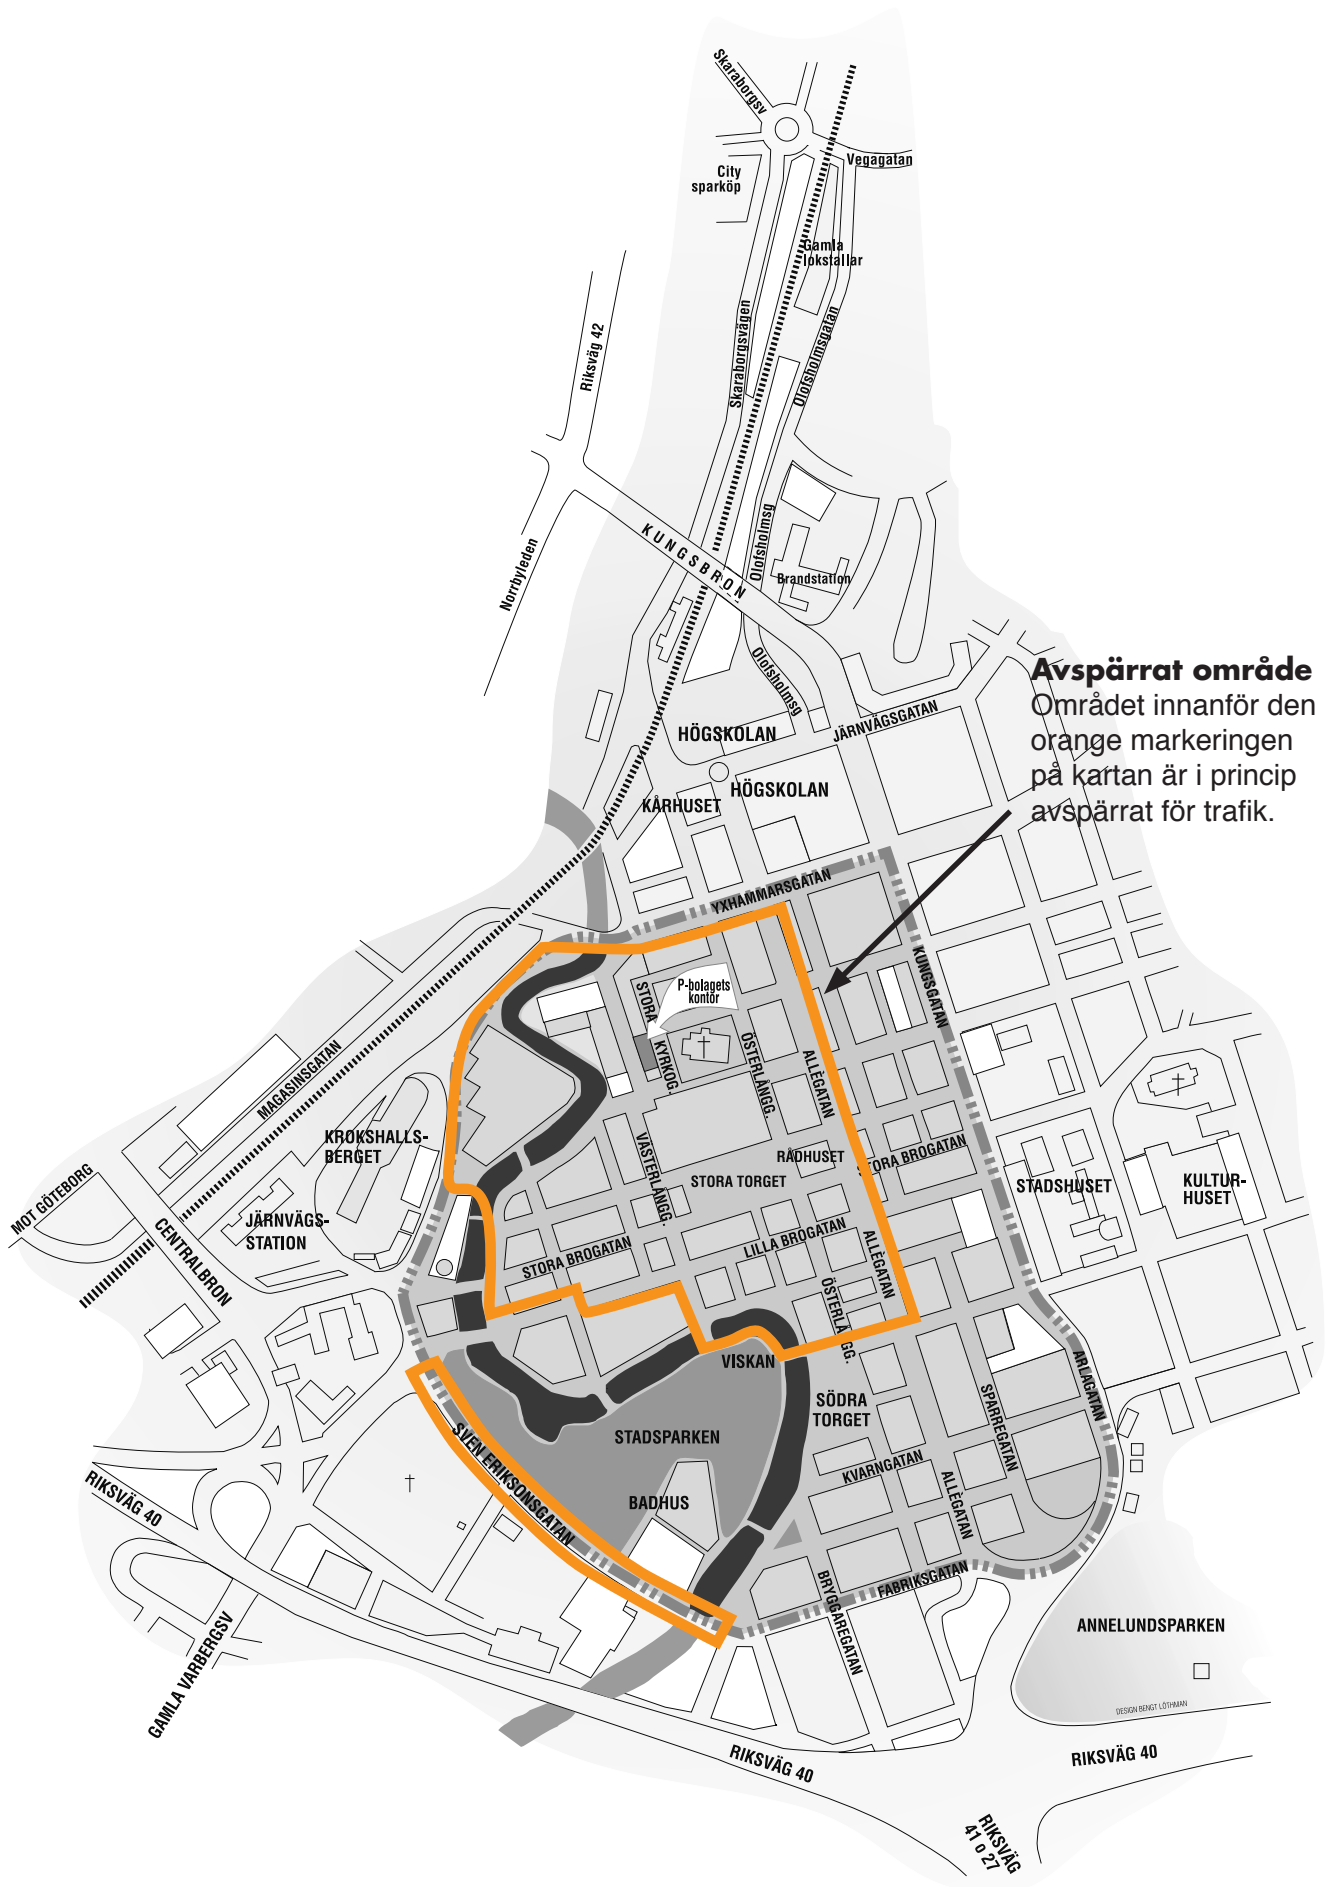 Skaraborgsv
Vegagatan
City
sparköp
Gamla
lokstallar
Riksväg 42
Skaraborgsvägen
Olofsholmsgatan
KUNGSBRON
Olofsholmsg
Norrbyleden
Brandstation
Olofsholmsg
Avspärrat område
Området innanför den
orange markeringen
på kartan är i princip
avspärrat för trafik.
HÖGSKOLAN
JÄRNVÄGSGATAN
HÖGSKOLAN
KÅRHUSET
YXHAMMARSGATAN
KUNGSGATAN
P-bolagets
kontor
STORA
KYRKOG.
ÖSTERLÅNGG.
ALLÉGATAN
MAGASINSGATAN
KROKSHALLS-
BERGET
VÄSTERLÅNGG.
RÅDHUSET
STORA BROGATAN
STORA TORGET
STADSHUSET
KULTUR-
HUSET
MOT GÖTEBORG
CENTRALBRON
JÄRNVÄGS-
STATION
STORA BROGATAN
LILLA BROGATAN
ALLÈGATAN
ÖSTERLÅNGG.
VISKAN
ARLAGATAN
SÖDRA
TORGET
SPARREGATAN
STADSPARKEN
SVEN ERIKSONSGATAN
KVARNGATAN
ALLÈGATAN
BADHUS
RIKSVÄG 40
FABRIKSGATAN
BRYGGAREGATAN
GAMLA VARBERGSV
ANNELUNDSPARKEN
DESIGN BENGT LÖTHMAN
RIKSVÄG 40
RIKSVÄG 40
RIKSVÄG
41 o 27